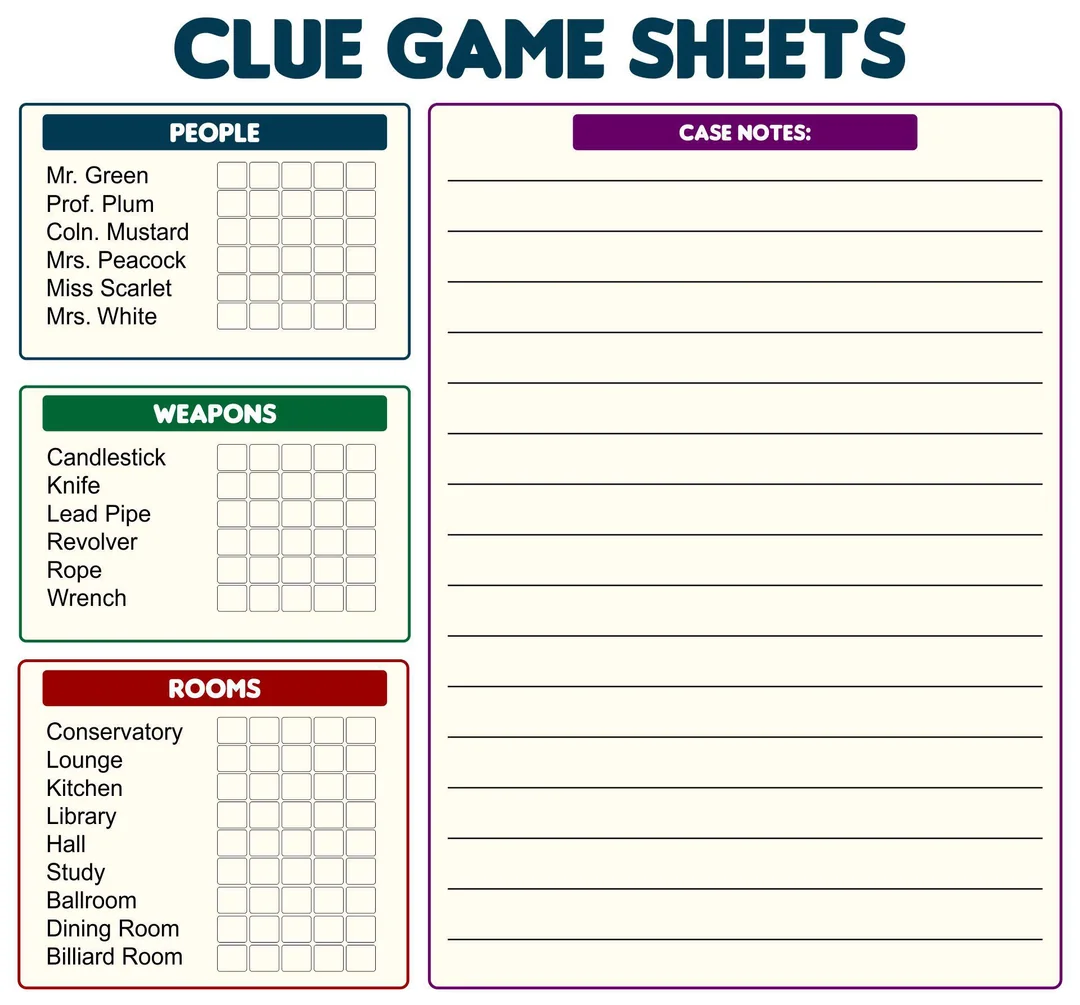 CLUE GAME SHEETS
PEOPLE
Mr. Green
Prof. Plum
Coln. Mustard
Mrs. Peacock
Miss Scarlet
Mrs. White
WEAPONS
Candlestick
Knife
Lead Pipe
Revolver
Rope
Wrench
ROOMS
Conservatory
Lounge
Kitchen
Library
Hall
Study
Ballroom
Dining Room
Billiard Room
CASE NOTES: